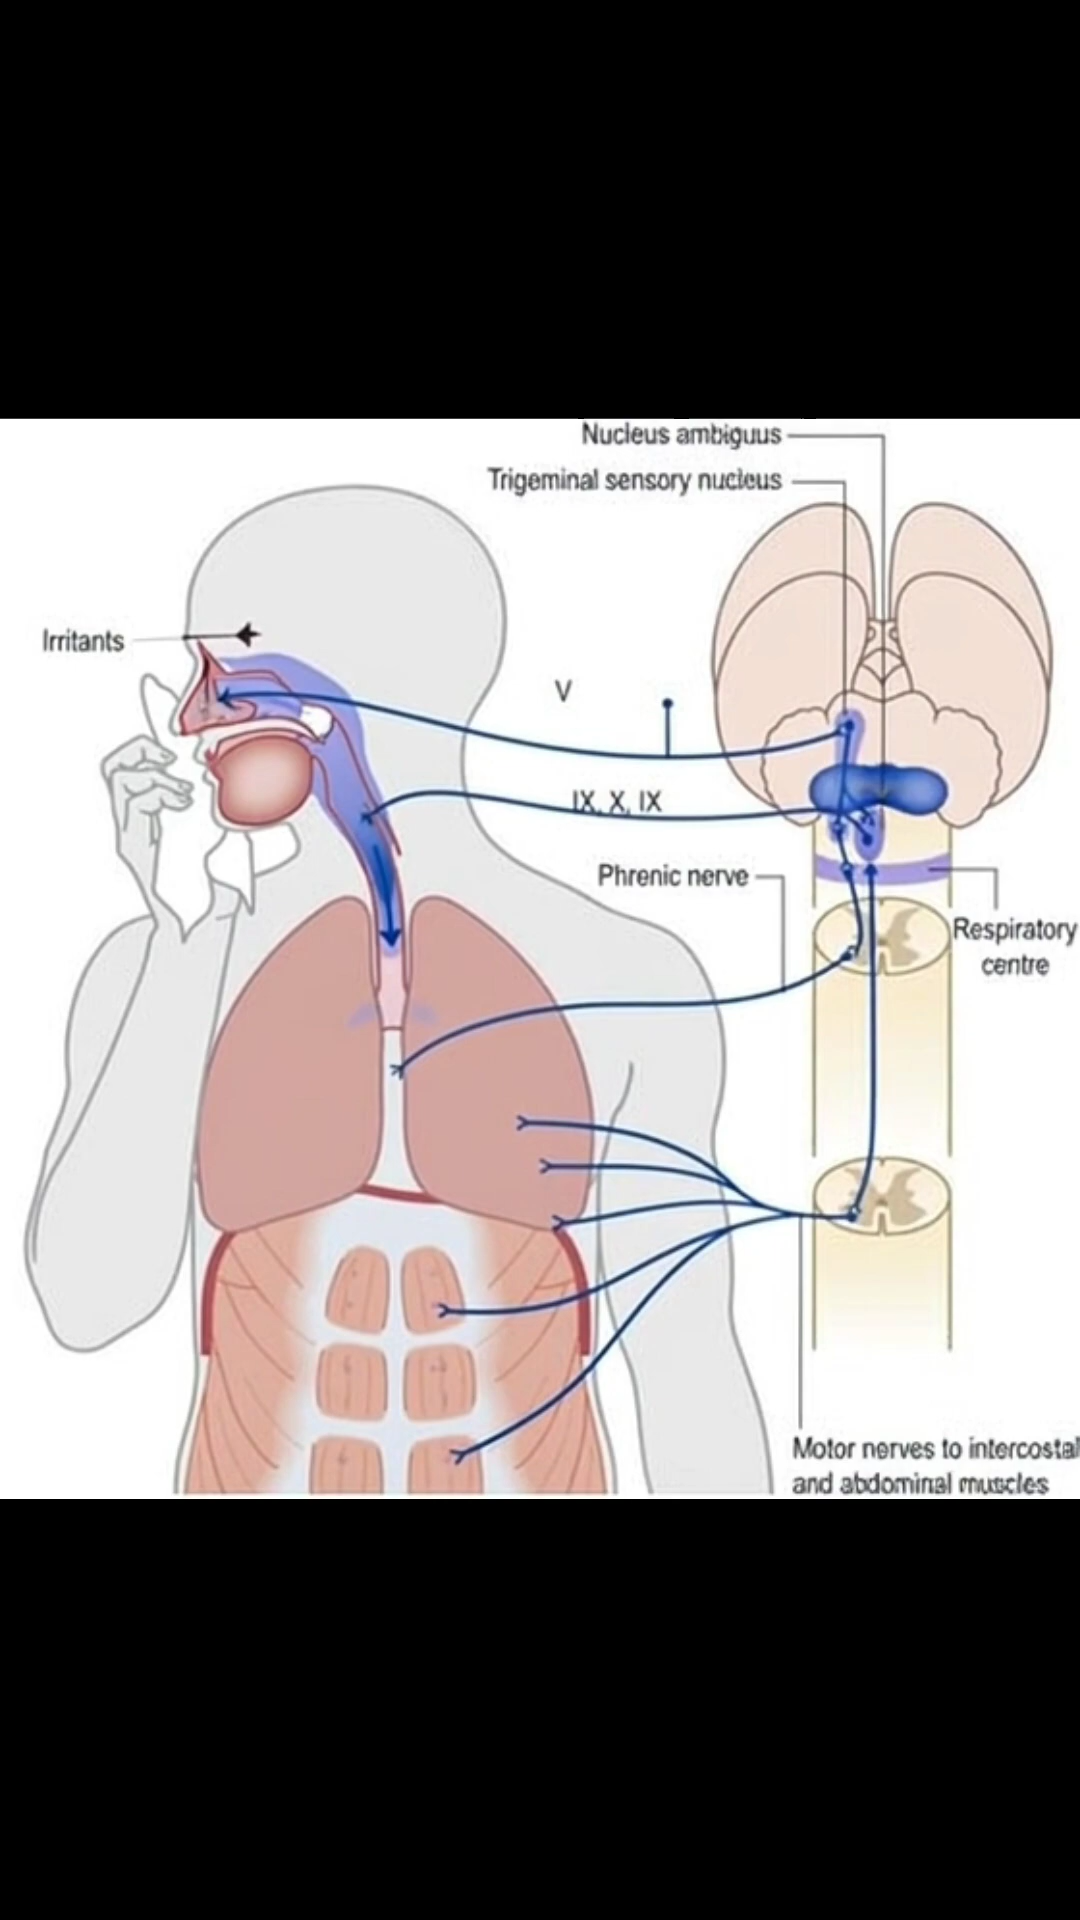 Nucleus ambiguus
Trigeminal sensory nucleus
Irritants
V
IX, X, IX
Phrenic nerve
Respiratory
centre
Motor nerves to intercostal
and abdominal muscles